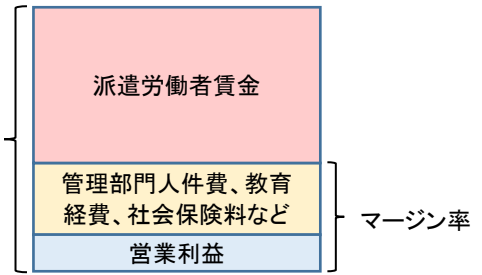 派遣労働者賃金
管理部門人件費、教育
経費、社会保険料など
マージン率
営業利益